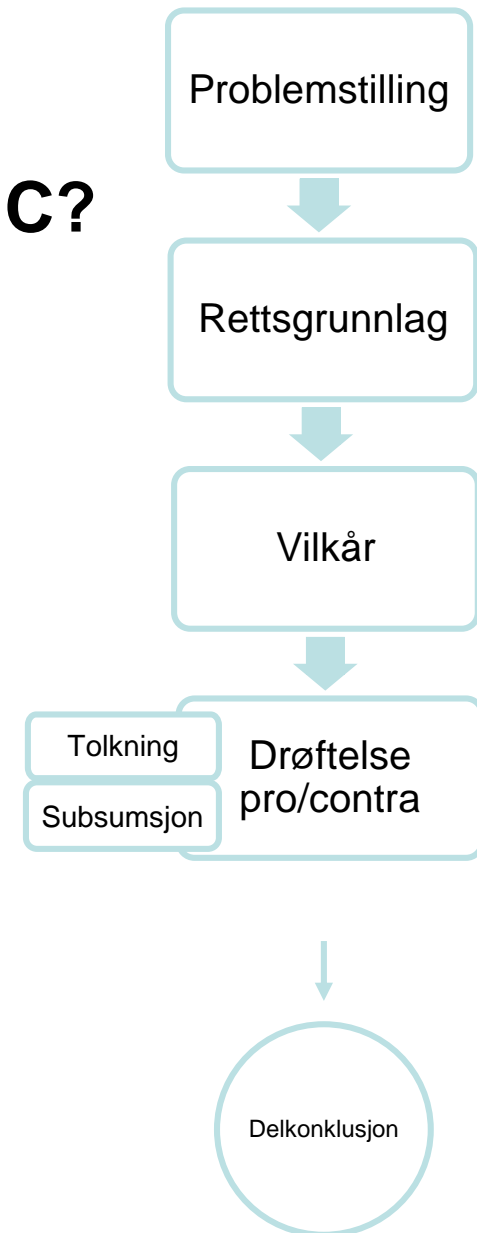 Problemstilling
C?
Rettsgrunnlag
Vilkår
Tolkning
Subsumsjon
Drøftelse
pro/contra
Delkonklusjon